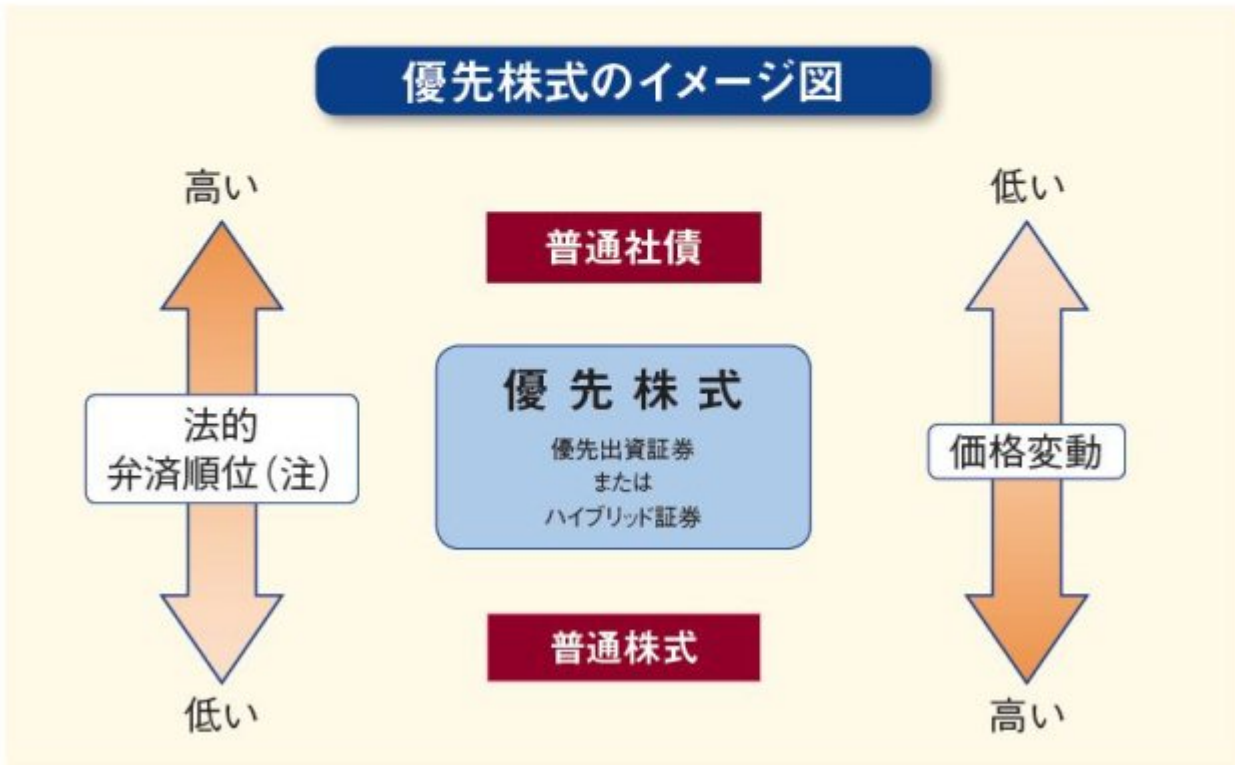 優先株式のイメージ図
高い
低い
普通社債
優先株式
優先出資証券
または
ハイブリッド証券
法的
弁済順位(注)
価格変動
普通株式
低い
高い